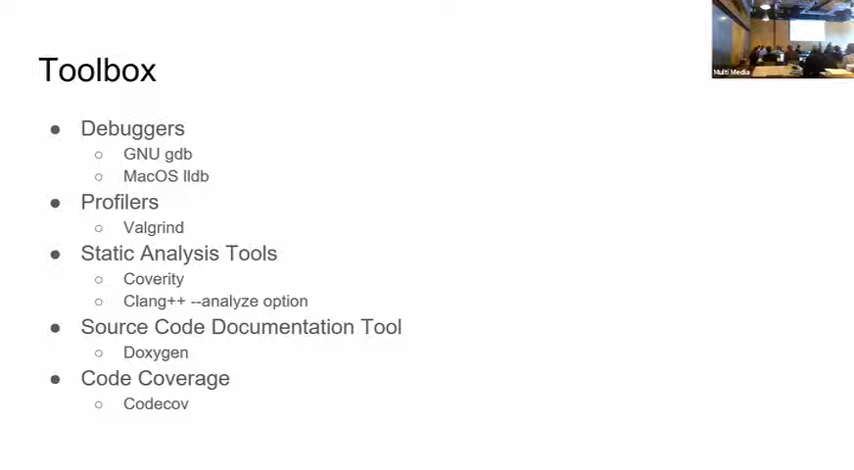 Multi Media
Toolbox
● Debuggers
○ GNU gdb
○ MacOS lldb
● Profilers
○ Valgrind
● Static Analysis Tools
○ Coverity
○ Clang++ --analyze option
● Source Code Documentation Tool
○ Doxygen
● Code Coverage
○ Codecov